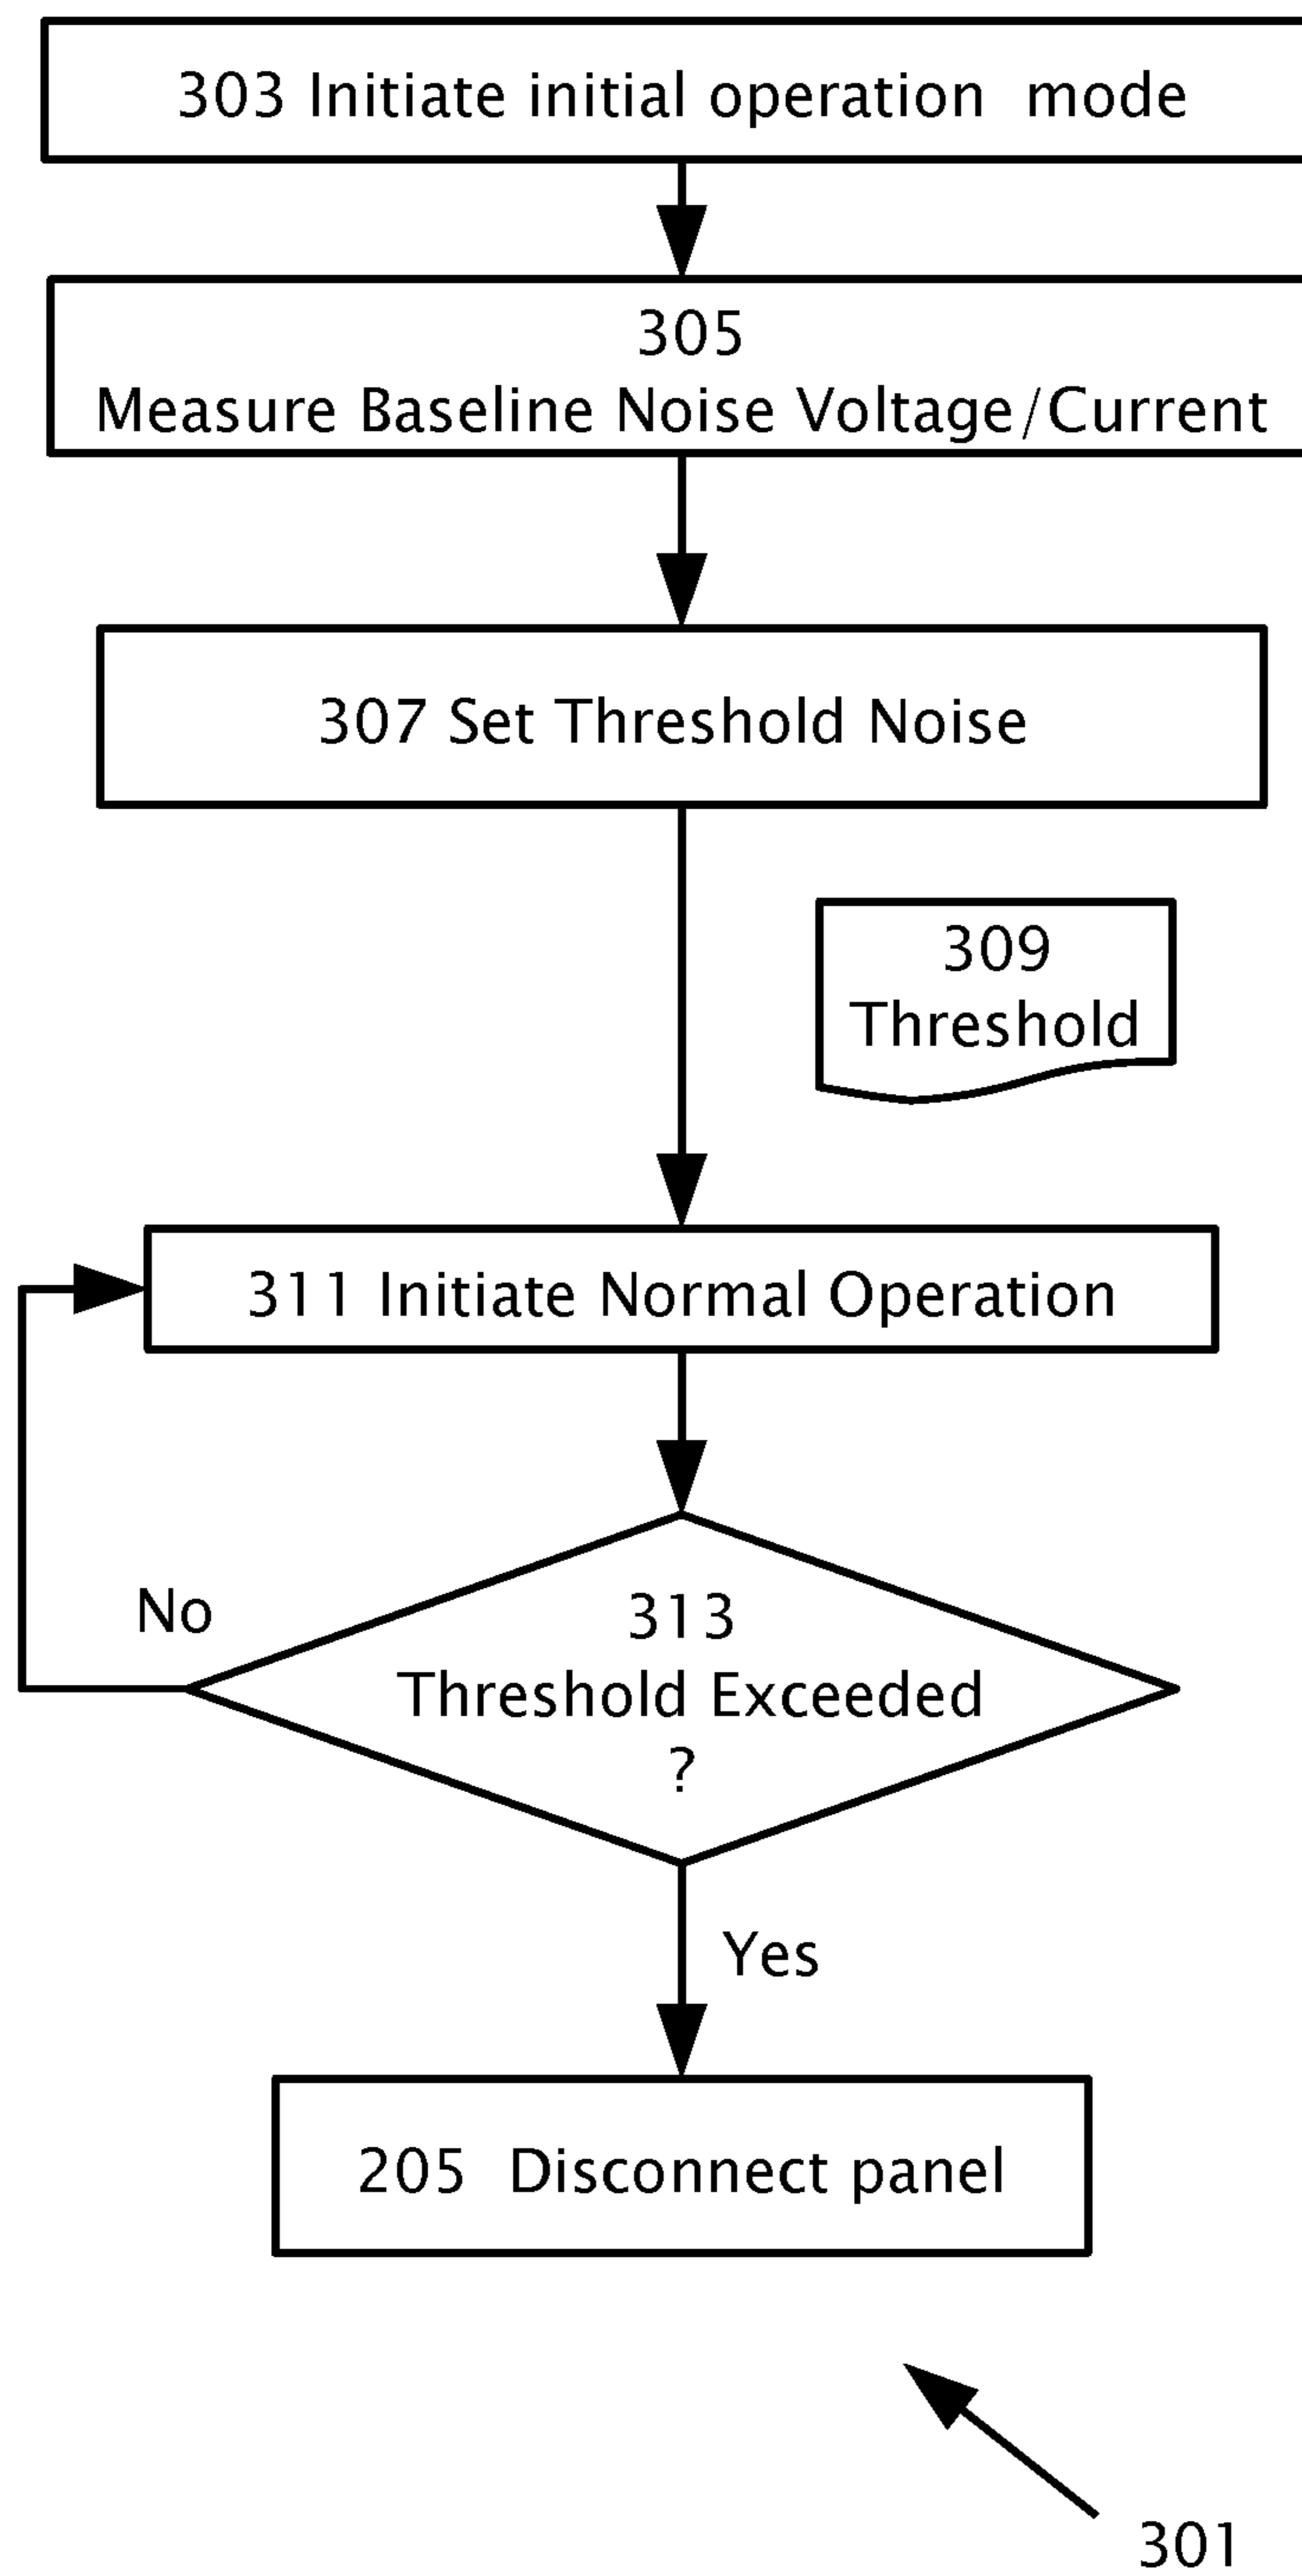 303 Initiate initial operation mode
305
Measure Baseline Noise Voltage/Current
307 Set Threshold Noise
309
Threshold
311 Initiate Normal Operation
No
313
Threshold Exceeded
?
Yes
205 Disconnect panel
301